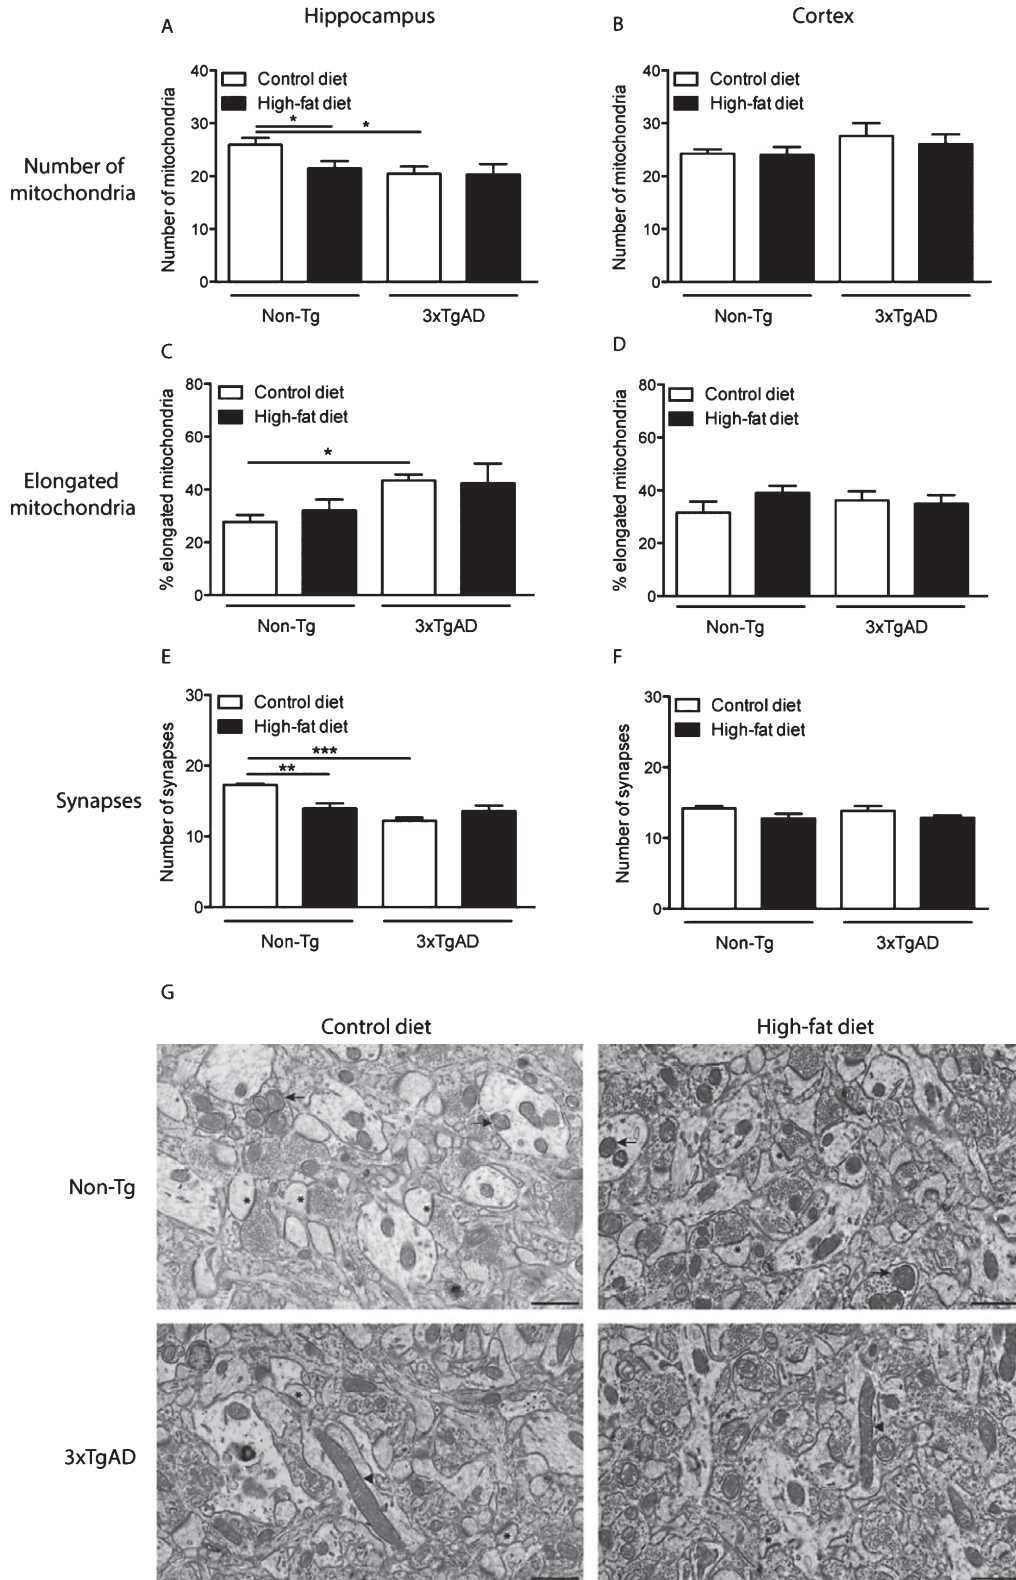 Hippocampus
Cortex
A
B
Number of
mitochondria
Number of mitochondria
40
30
20
10
0
Control diet
High-fat diet
*
*
Non-Tg
3xTgAD
Number of mitochondria
40
30
20
10
0
Control diet
High-fat diet
Non-Tg
3xTgAD
C
D
Elongated
mitochondria
% elongated mitochondria
80
60
40
20
0
Control diet
High-fat diet
*
Non-Tg
3xTgAD
% elongated mitochondria
80
60
40
20
0
Control diet
High-fat diet
Non-Tg
3xTgAD
E
F
Synapses
Number of synapses
30
20
10
0
Control diet
High-fat diet
***
**
Non-Tg
3xTgAD
Number of synapses
30
20
10
0
Control diet
High-fat diet
Non-Tg
3xTgAD
G
Control diet
High-fat diet
Non-Tg
* * *
* 
3xTgAD
* *
*